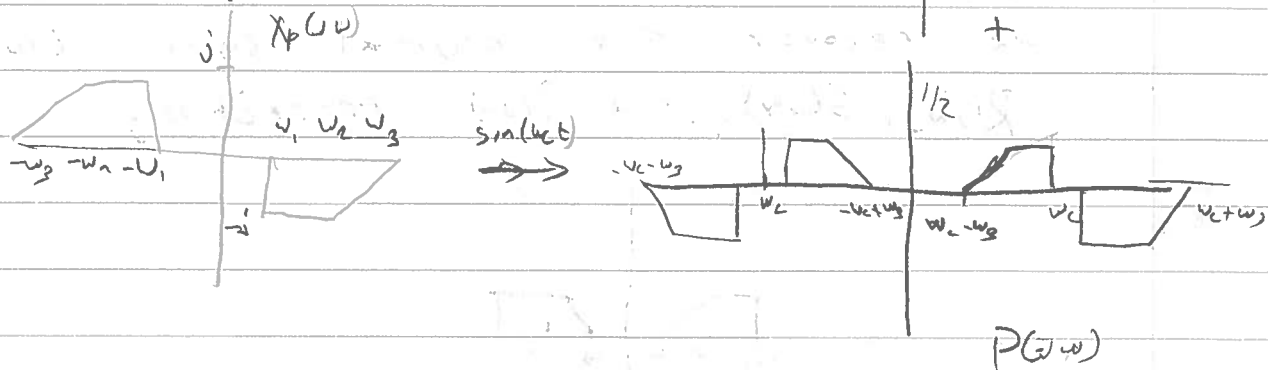 Xp(jω)
+
j
1/2
ω1 ω2 ω3
sin(ωct)
-ω3 -ω2 -ω1
-ωc-ω3
ωc
-ωc+ω3
ωc-ω3
ωc
ωc+ω3
-j
P(jω)